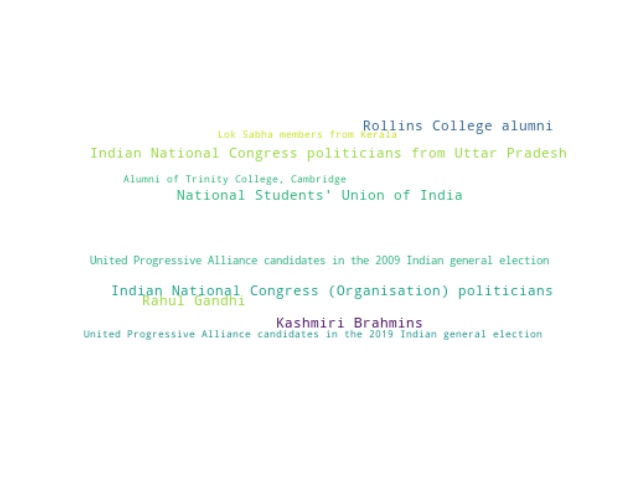 Rollins College alumni
Lok Sabha members from Kerala
Indian National Congress politicians from Uttar Pradesh
Alumni of Trinity College, Cambridge
National Students' Union of India
United Progressive Alliance candidates in the 2009 Indian general election
Indian National Congress (Organisation) politicians
Rahul Gandhi
Kashmiri Brahmins
United Progressive Alliance candidates in the 2019 Indian general election